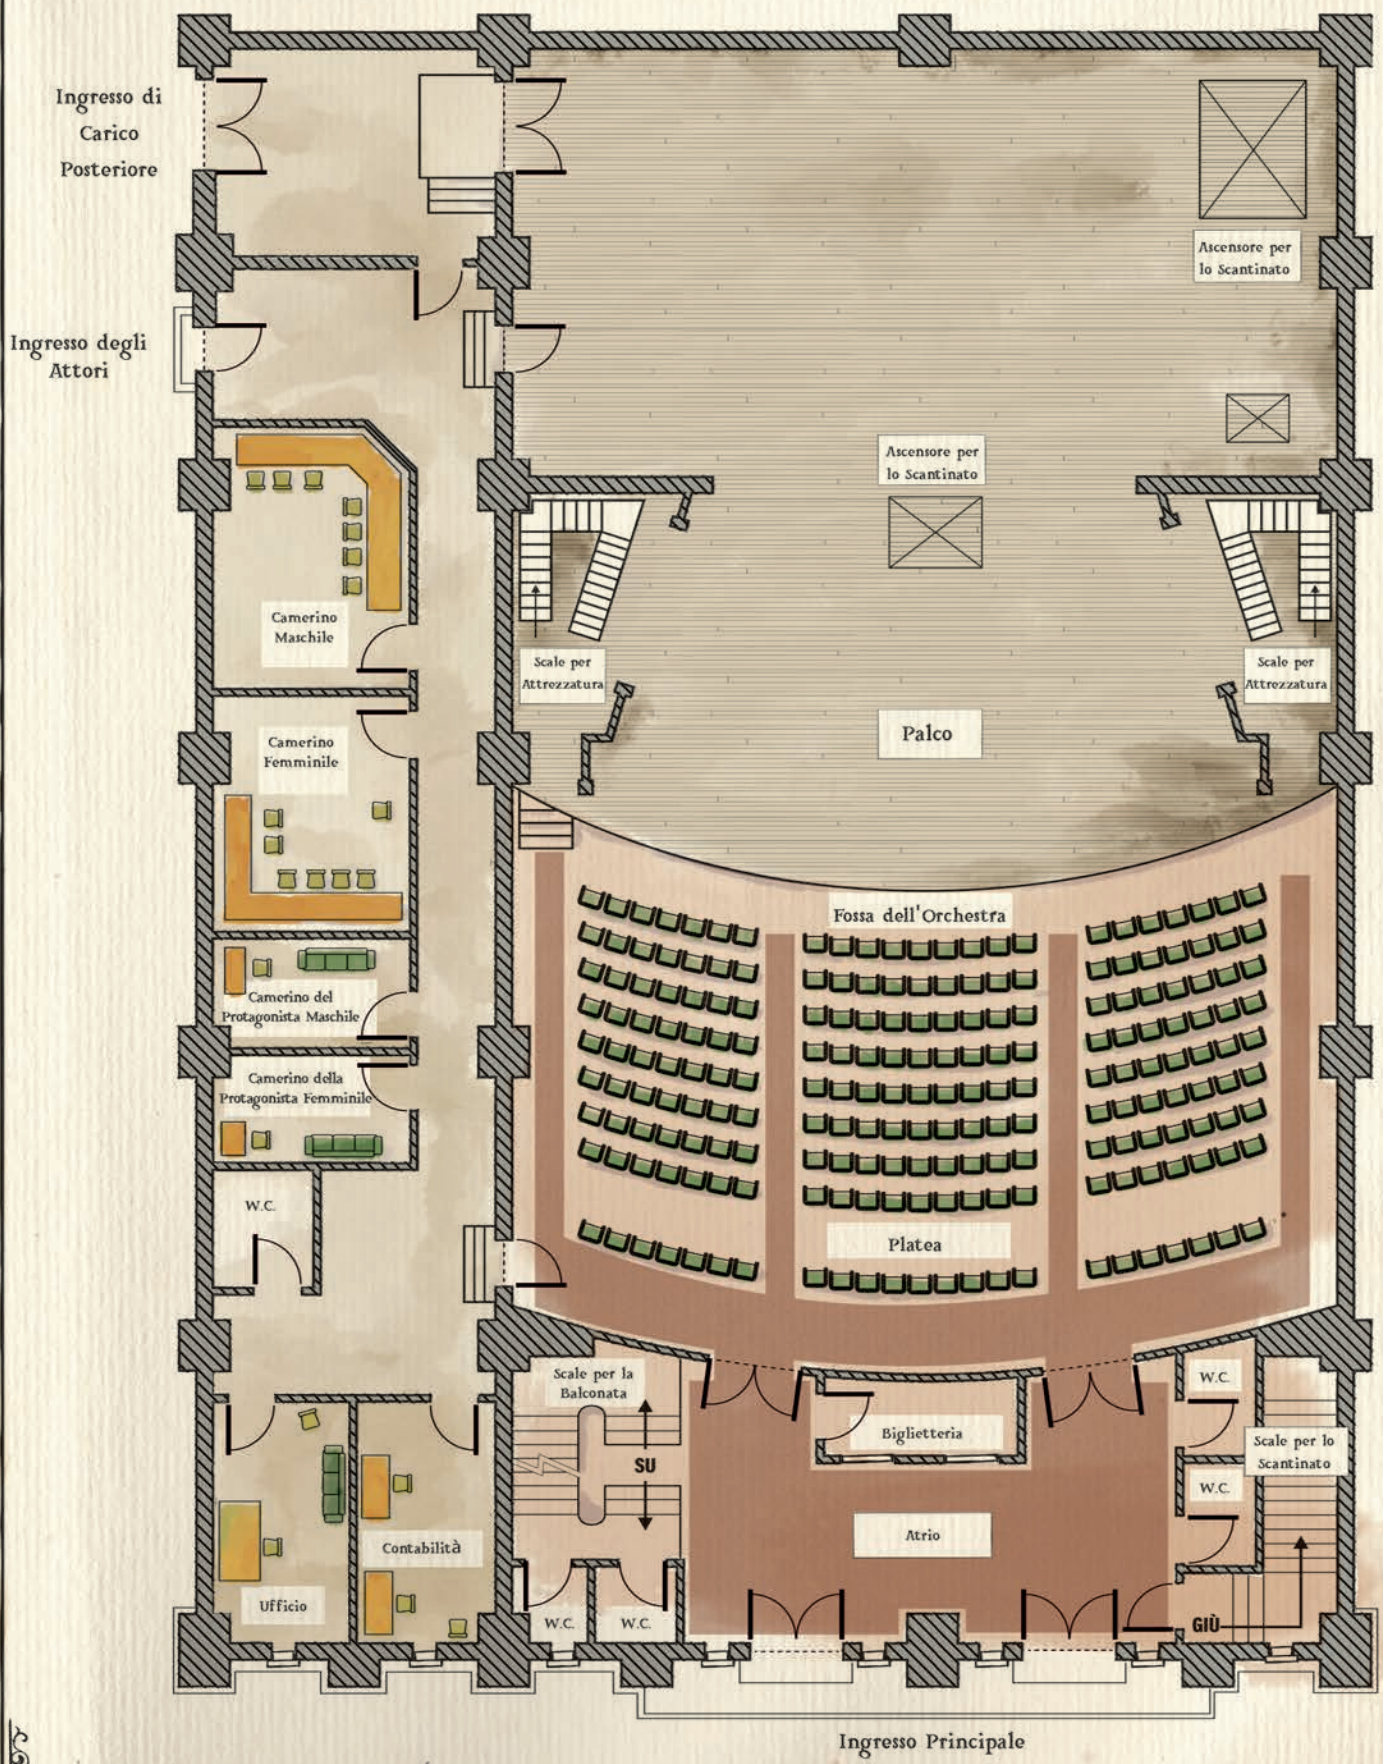 Ingresso di
Carico
Posteriore
Ascensore per
lo Scantinato
Ingresso degli
Attori
Ascensore per
lo Scantinato
Camerino
Maschile
Scale per
Attrezzatura
Scale per
Attrezzatura
Palco
Camerino
Femminile
Fossa dell'Orchestra
Camerino del
Protagonista Maschile
Camerino della
Protagonista Femminile
W.C.
Platea
Scale per la
Balconata
W.C.
Biglietteria
Scale per lo
Scantinato
SU
W.C.
Atrio
Contabilità
Ufficio
W.C.
W.C.
GIÙ
Ingresso Principale